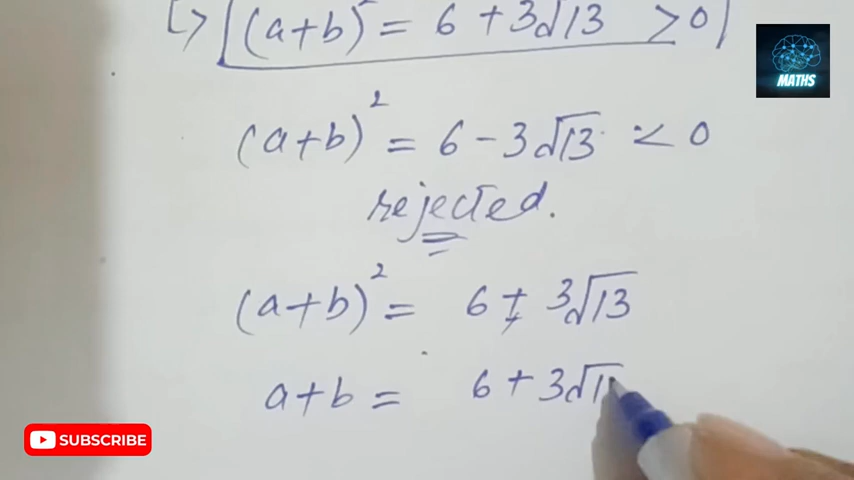 [> (a+b)² = 6 + 3√13 > 0
MATHS
(a+b)² = 6 - 3√13 < 0
rejected.
(a+b)² = 6 + 3√13
a+b = 6 + 3√1
SUBSCRIBE